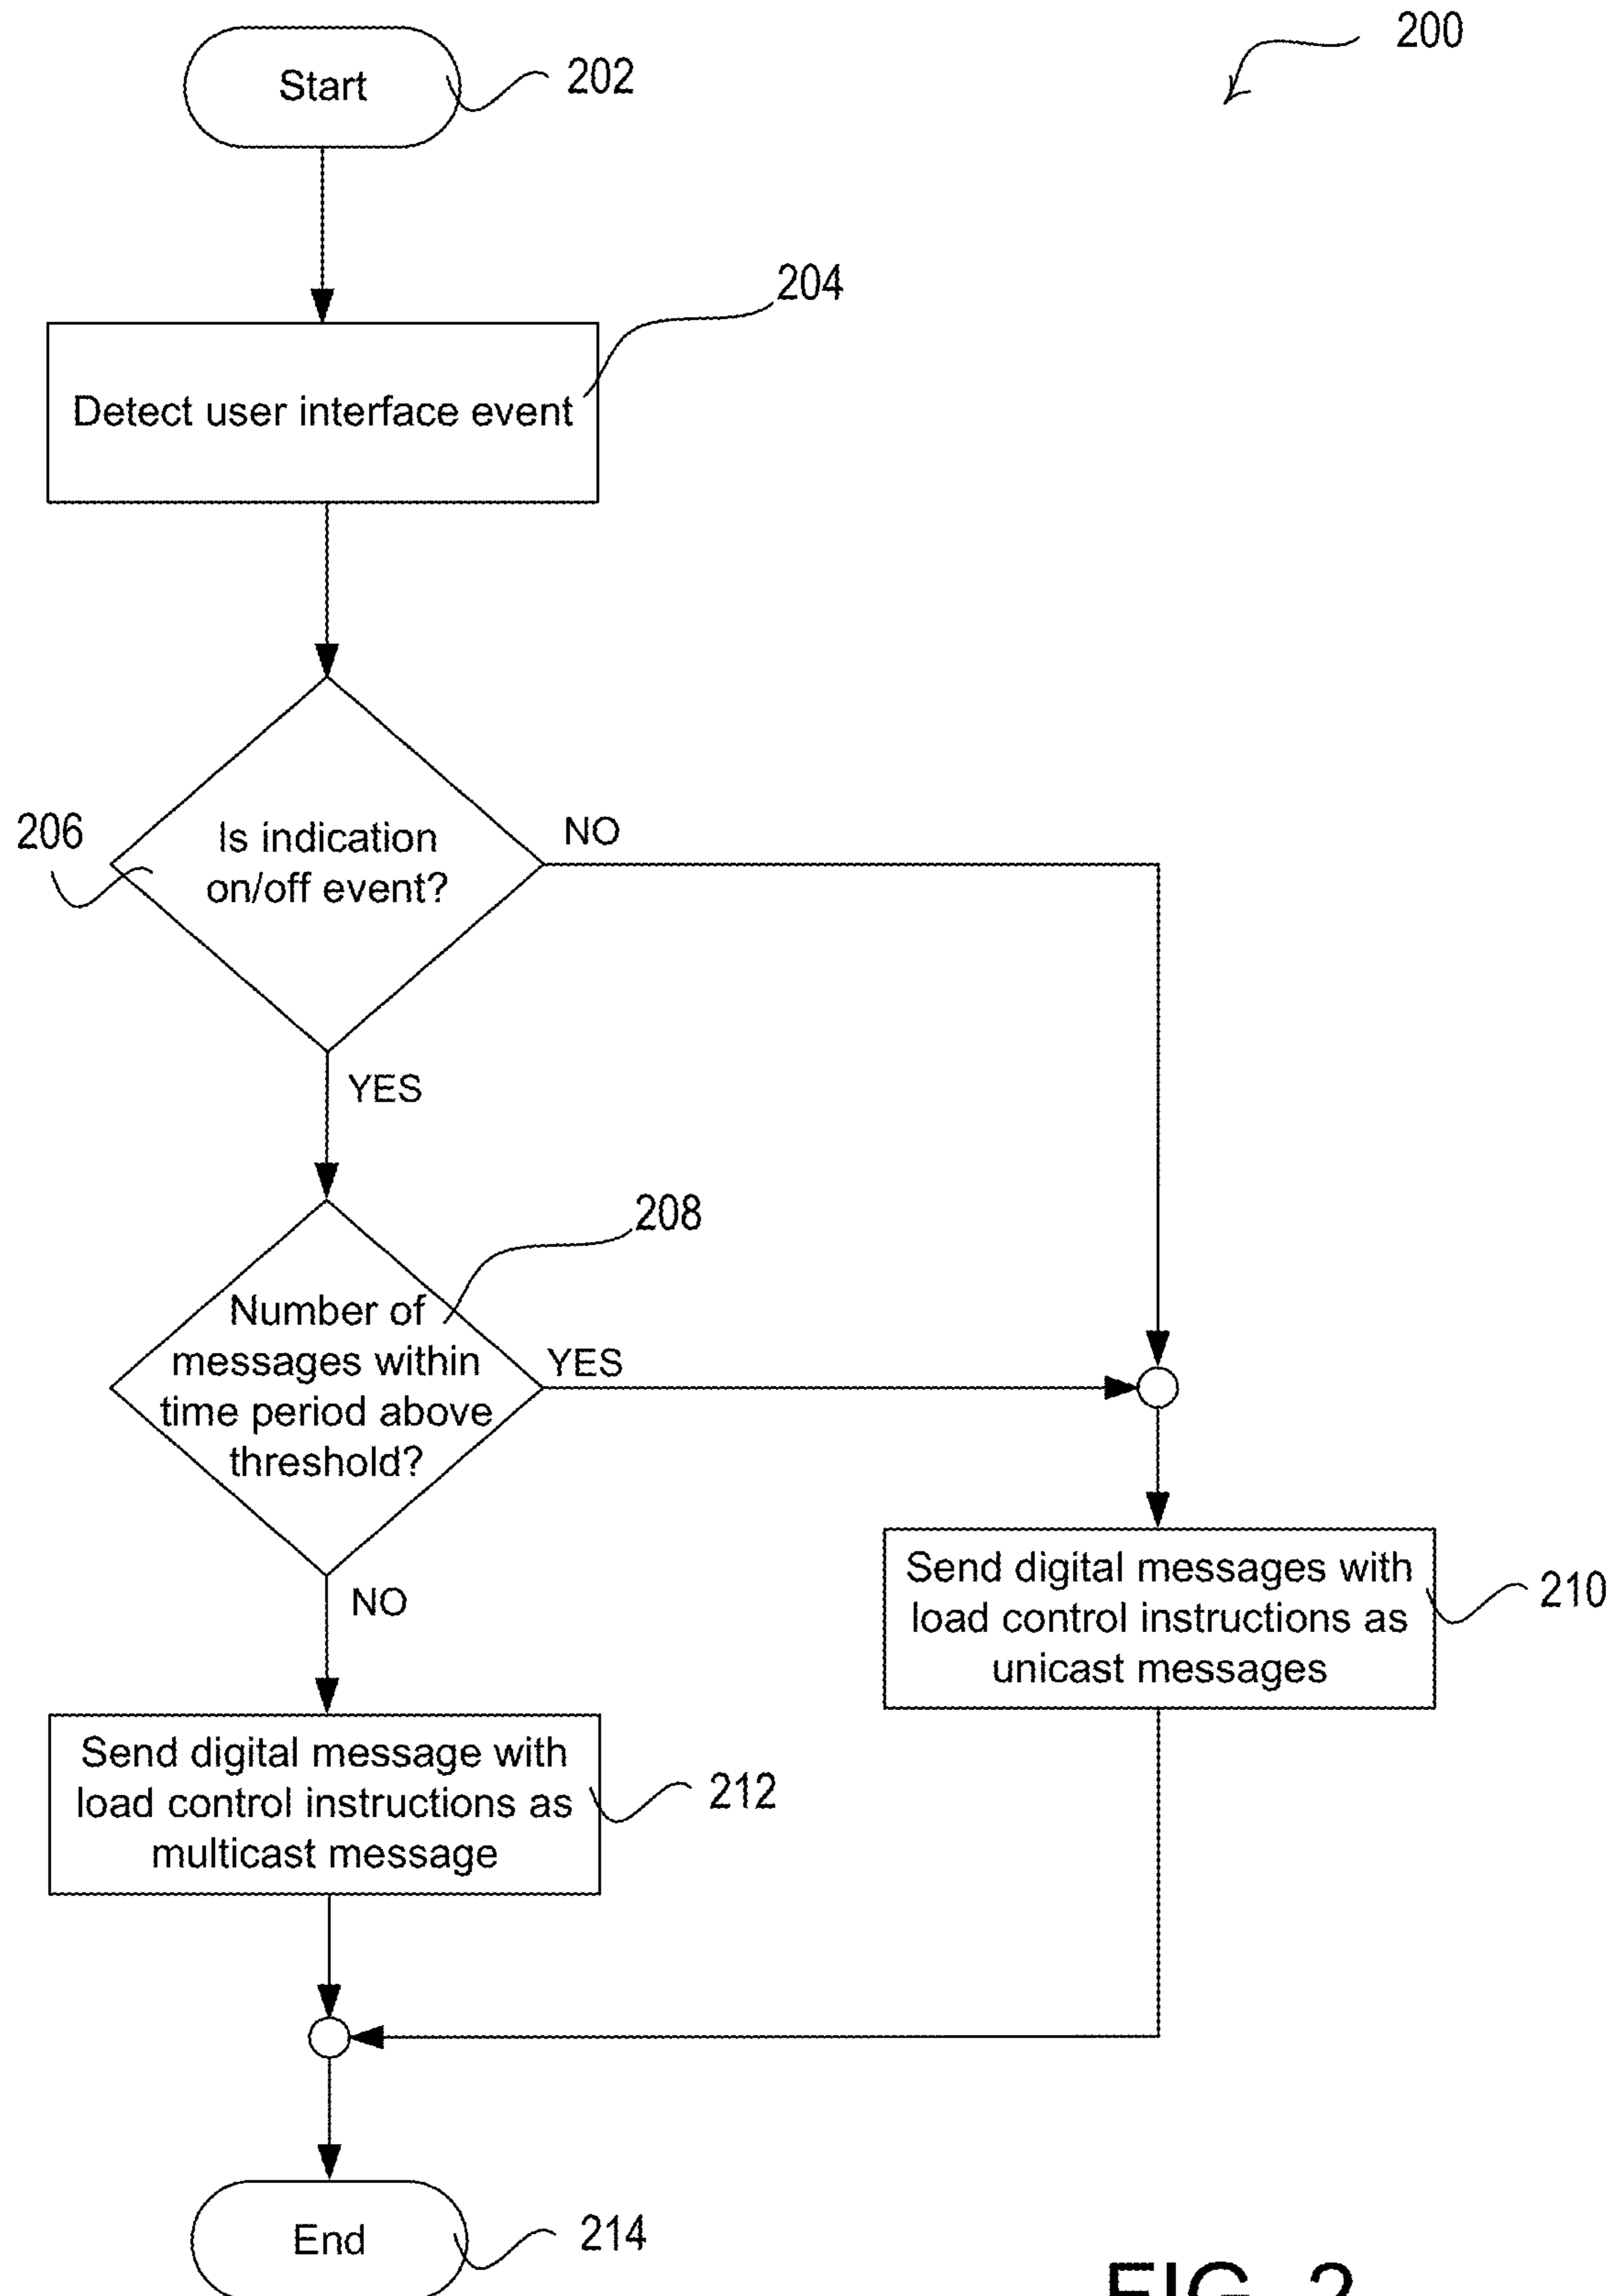 200
Start
202
204
Detect user interface event
206
Is indication
on/off event?
NO
YES
208
Number of
messages within
time period above
threshold?
YES
NO
Send digital messages with
load control instructions as
unicast messages
210
Send digital message with
load control instructions as
multicast message
212
End
214
FIG. 2